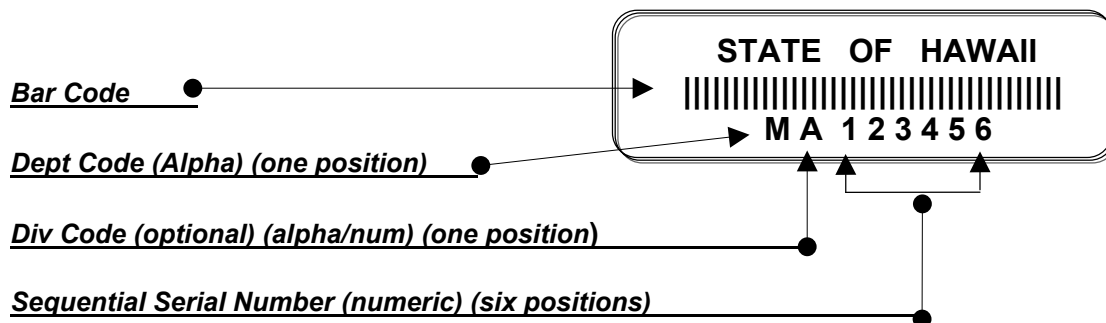 STATE OF HAWAII
Bar Code
M A 1 2 3 4 5 6
Dept Code (Alpha) (one position)
Div Code (optional) (alpha/num) (one position)
Sequential Serial Number (numeric) (six positions)